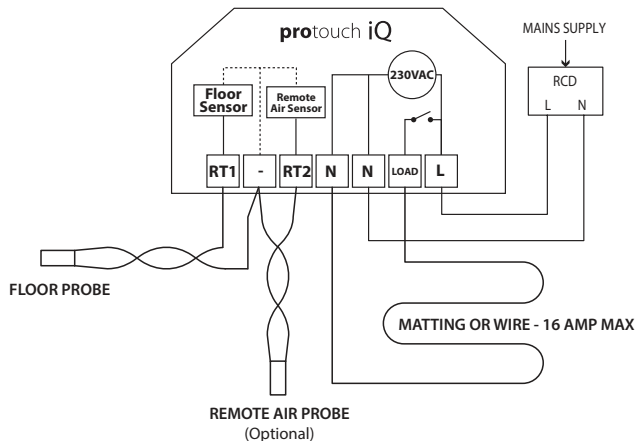 protouch iQ
MAINS SUPPLY
230VAC
RCD
L N
Floor
Sensor
Remote
Air Sensor
RT1 - RT2 N N LOAD L
FLOOR PROBE
MATTING OR WIRE - 16 AMP MAX
REMOTE AIR PROBE
(Optional)